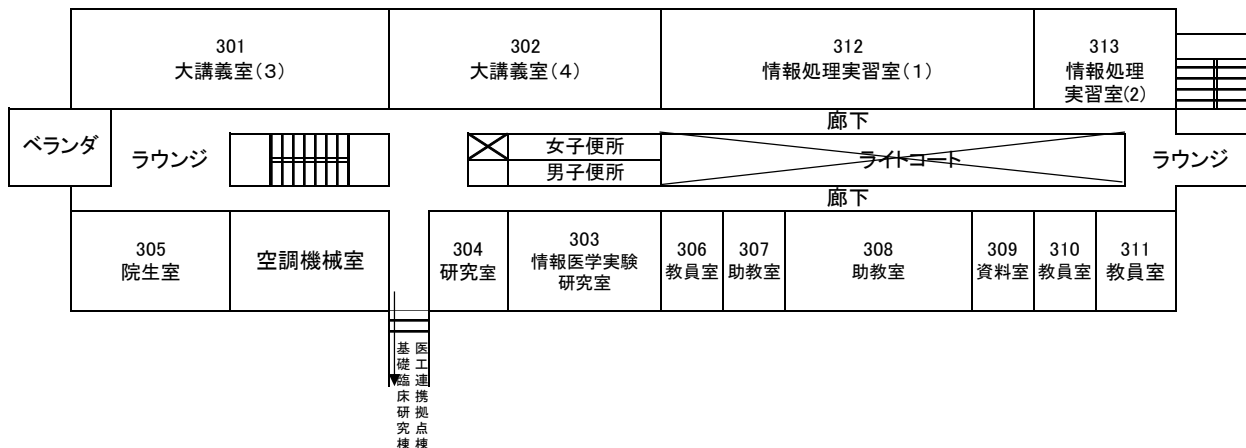 301
大講義室(３)
302
大講義室(４)
312
情報処理実習室(１)
313
情報処理
実習室(2)
廊下
ベランダ
ラウンジ
女子便所
男子便所
ライトコート
ラウンジ
廊下
305
院生室
空調機械室
304
研究室
303
情報医学実験
研究室
306
教員室
307
助教室
308
助教室
309
資料室
310
教員室
311
教員室
医工連携拠点棟
基礎臨床研究棟